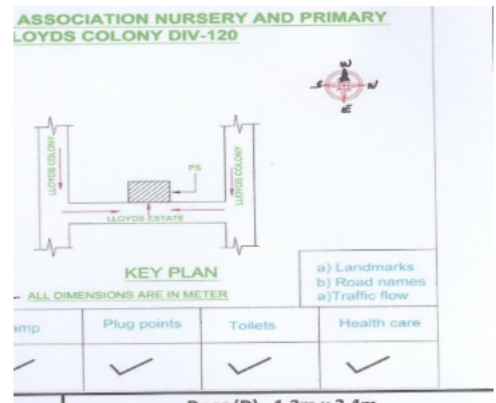 ASSOCIATION NURSERY AND PRIMARY
LLOYDS COLONY DIV-120
W
N
E
LLOYDS COLONY
LLOYDS COLONY
PS
LLOYDS ESTATE
KEY PLAN
ALL DIMENSIONS ARE IN METER
a) Landmarks
b) Road names
a)Traffic flow
Plug points
Toilets
Health care